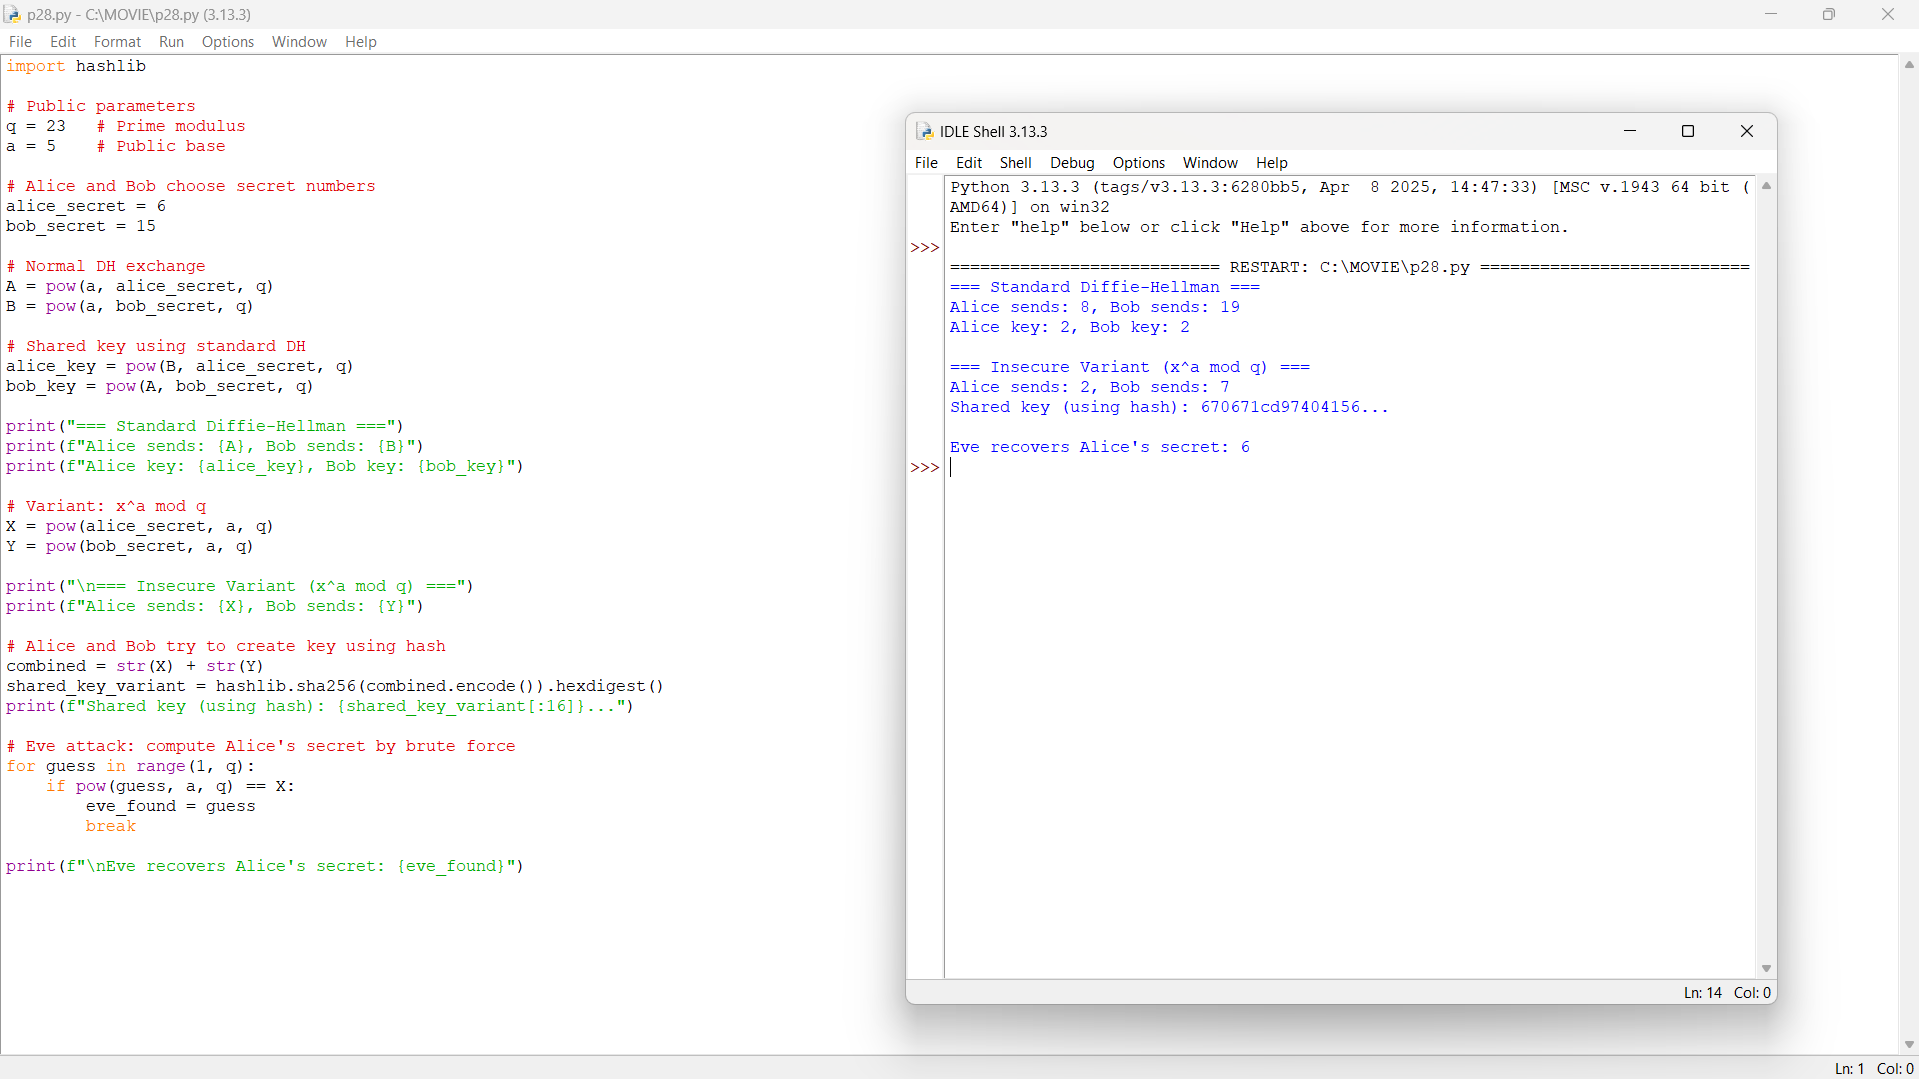 p28.py - C:\MOVIE\p28.py (3.13.3)
File Edit Format Run Options Window Help
import hashlib
# Public parameters
q = 23   # Prime modulus
a = 5    # Public base
# Alice and Bob choose secret numbers
alice_secret = 6
bob_secret = 15
# Normal DH exchange
A = pow(a, alice_secret, q)
B = pow(a, bob_secret, q)
# Shared key using standard DH
alice_key = pow(B, alice_secret, q)
bob_key = pow(A, bob_secret, q)
print("=== Standard Diffie-Hellman ===")
print(f"Alice sends: {A}, Bob sends: {B}")
print(f"Alice key: {alice_key}, Bob key: {bob_key}")
# Variant: x^a mod q
X = pow(alice_secret, a, q)
Y = pow(bob_secret, a, q)
print("\n=== Insecure Variant (x^a mod q) ===")
print(f"Alice sends: {X}, Bob sends: {Y}")
# Alice and Bob try to create key using hash
combined = str(X) + str(Y)
shared_key_variant = hashlib.sha256(combined.encode()).hexdigest()
print(f"Shared key (using hash): {shared_key_variant[:16]}...")
# Eve attack: compute Alice's secret by brute force
for guess in range(1, q):
    if pow(guess, a, q) == X:
        eve_found = guess
        break
print(f"\nEve recovers Alice's secret: {eve_found}")
IDLE Shell 3.13.3
File Edit Shell Debug Options Window Help
Python 3.13.3 (tags/v3.13.3:6280bb5, Apr  8 2025, 14:47:33) [MSC v.1943 64 bit (
AMD64)] on win32
Enter "help" below or click "Help" above for more information.
>>>
=========================== RESTART: C:\MOVIE\p28.py ===========================
=== Standard Diffie-Hellman ===
Alice sends: 8, Bob sends: 19
Alice key: 2, Bob key: 2
=== Insecure Variant (x^a mod q) ===
Alice sends: 2, Bob sends: 7
Shared key (using hash): 670671cd97404156...
Eve recovers Alice's secret: 6
>>>
Ln: 14 Col: 0
Ln: 1 Col: 0